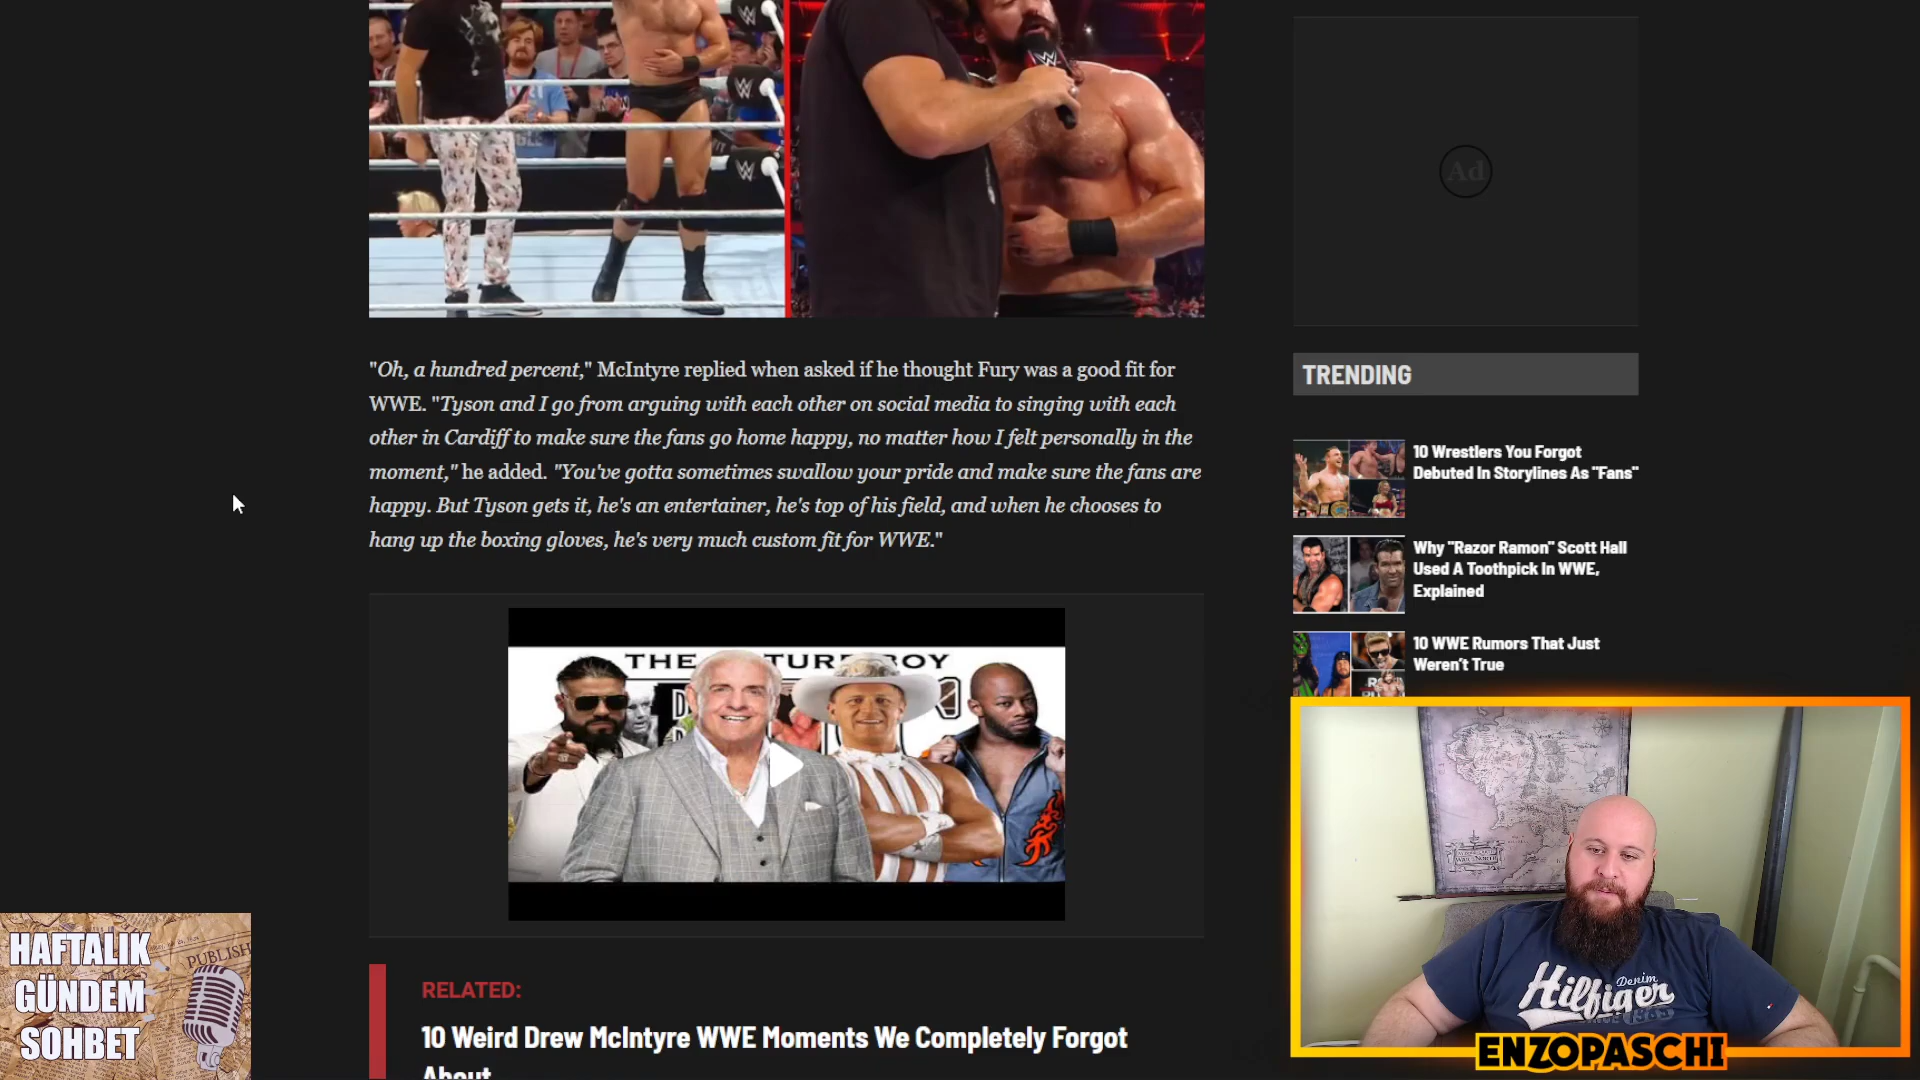 "Oh, a hundred percent," McIntyre replied when asked if he thought Fury was a good fit for
WWE. "Tyson and I go from arguing with each other on social media to singing with each
other in Cardiff to make sure the fans go home happy, no matter how I felt personally in the
moment," he added. "You've gotta sometimes swallow your pride and make sure the fans are
happy. But Tyson gets it, he's an entertainer, he's top of his field, and when he chooses to
hang up the boxing gloves, he's very much custom fit for WWE."
THE
BOY
RELATED:
10 Weird Drew McIntyre WWE Moments We Completely Forgot
About
Ad
TRENDING
10 Wrestlers You Forgot
Debuted In Storylines As "Fans"
Why "Razor Ramon" Scott Hall
Used A Toothpick In WWE,
Explained
10 WWE Rumors That Just
Weren't True
HAFTALIK
GÜNDEM
SOHBET
PUBLISH
Hilfiger
Denim
ENZOPASCHI